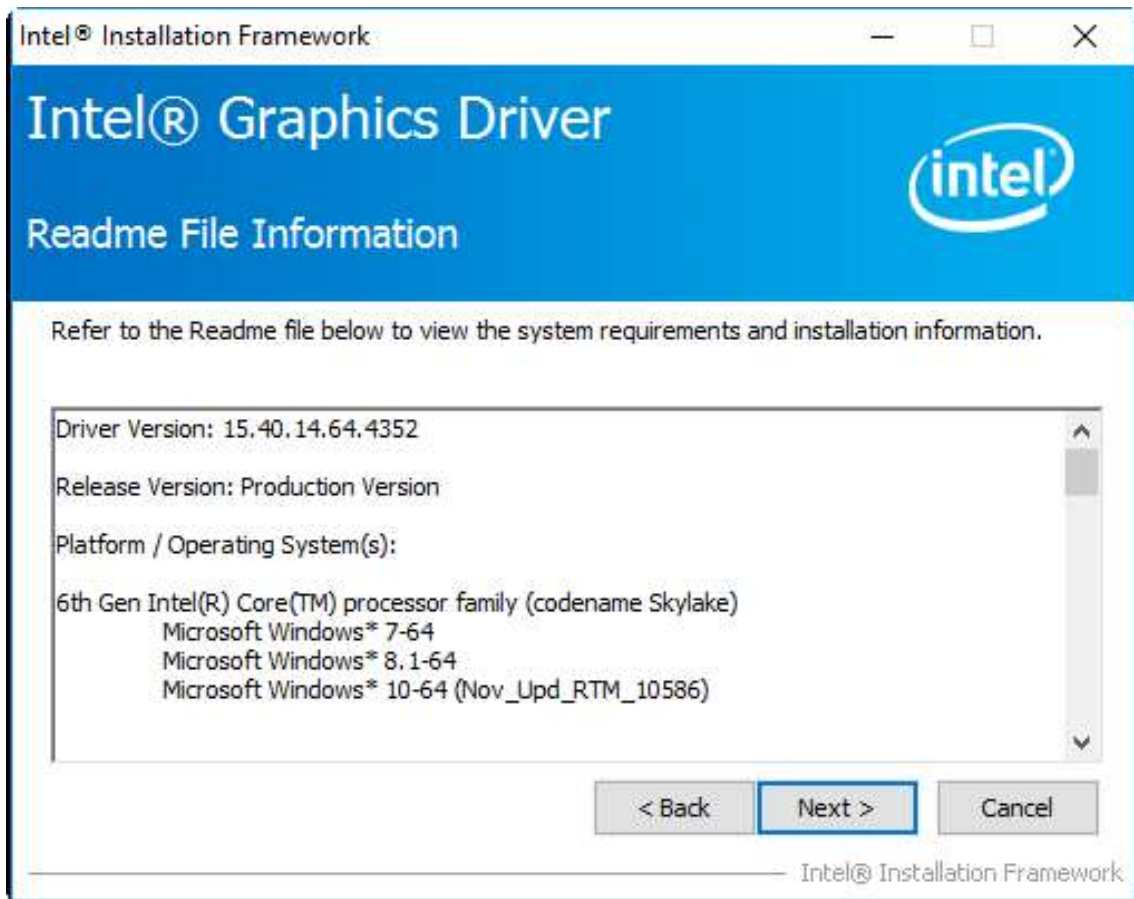 Intel® Installation Framework
Intel® Graphics Driver
intel
Readme File Information
Refer to the Readme file below to view the system requirements and installation information.
Driver Version: 15.40.14.64.4352
Release Version: Production Version
Platform / Operating System(s):
6th Gen Intel(R) Core(TM) processor family (codename Skylake)
Microsoft Windows* 7-64
Microsoft Windows* 8.1-64
Microsoft Windows* 10-64 (Nov_Upd_RTM_10586)
< Back
Next >
Cancel
Intel® Installation Framework